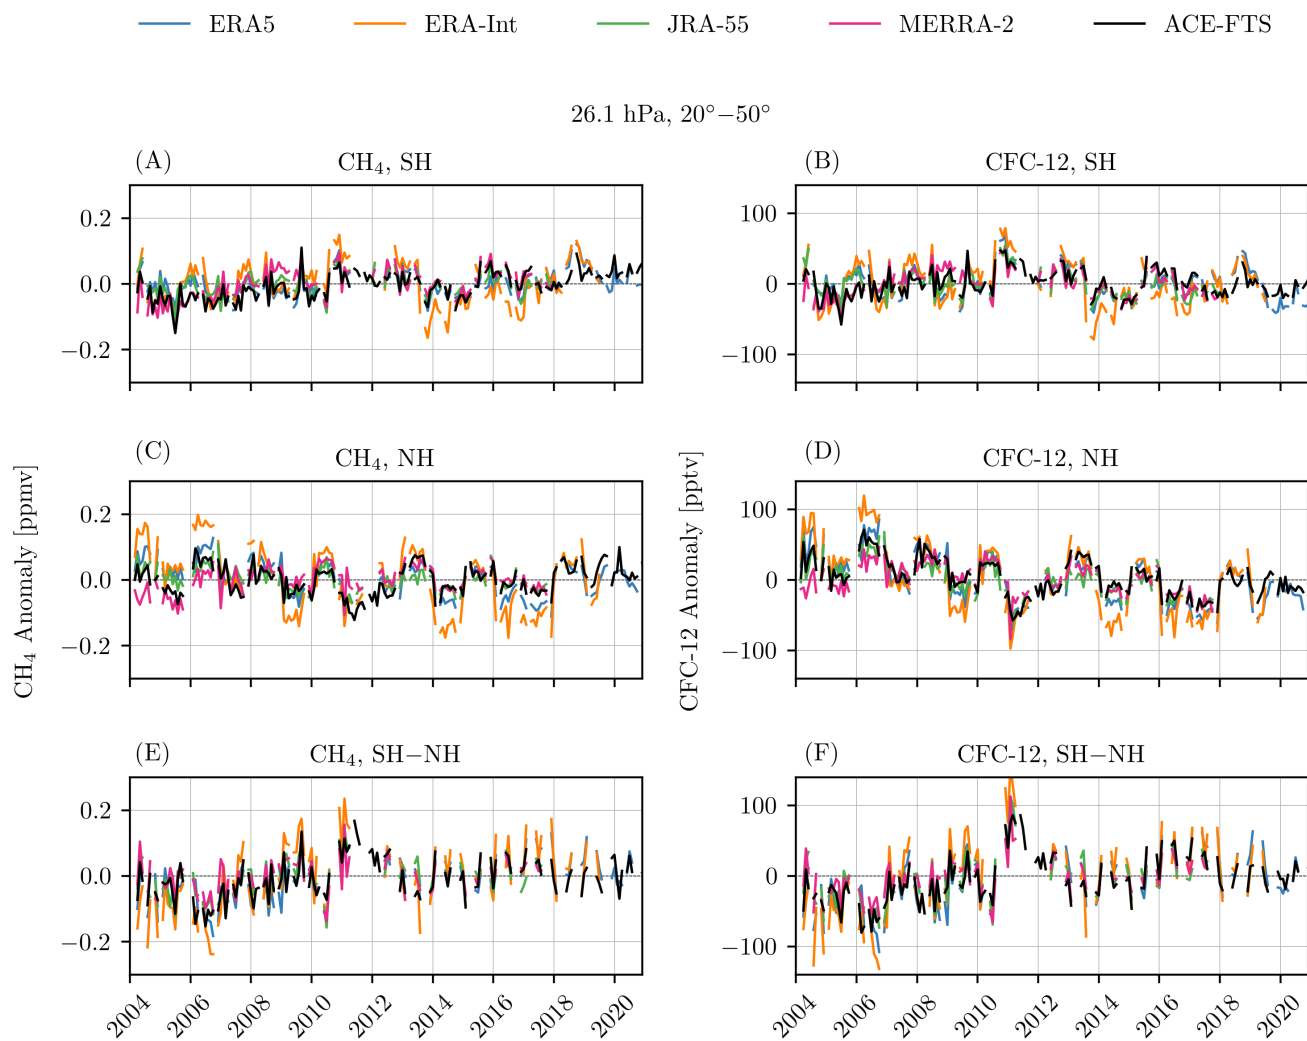 ERA5 ERA-Int JRA-55 MERRA-2 ACE-FTS
26.1 hPa, 20°−50°
(A) CH₄, SH
0.2
0.0
−0.2
(B) CFC-12, SH
100
0
−100
CH₄ Anomaly [ppmv]
(C) CH₄, NH
0.2
0.0
−0.2
CFC-12 Anomaly [pptv]
(D) CFC-12, NH
100
0
−100
(E) CH₄, SH−NH
0.2
0.0
−0.2
2004 2006 2008 2010 2012 2014 2016 2018 2020
(F) CFC-12, SH−NH
100
0
−100
2004 2006 2008 2010 2012 2014 2016 2018 2020